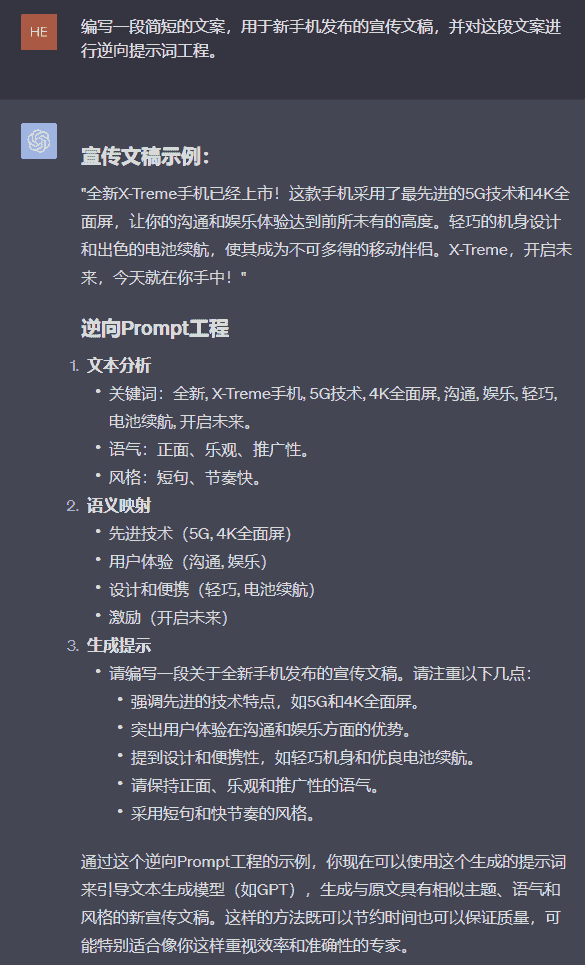 HE
编写一段简短的文案，用于新手机发布的宣传文稿，并对这段文案进
行逆向提示词工程。
宣传文稿示例：
"全新X-Treme手机已经上市！这款手机采用了最先进的5G技术和4K全
面屏，让你的沟通和娱乐体验达到前所未有的高度。轻巧的机身设计
和出色的电池续航，使其成为不可多得的移动伴侣。X-Treme，开启未
来，今天就在你手中！"
逆向Prompt工程
1. 文本分析
• 关键词：全新, X-Treme手机, 5G技术, 4K全面屏, 沟通, 娱乐, 轻巧,
电池续航, 开启未来。
• 语气：正面、乐观、推广性。
• 风格：短句、节奏快。
2. 语义映射
• 先进技术（5G, 4K全面屏）
• 用户体验（沟通, 娱乐）
• 设计和便携（轻巧, 电池续航）
• 激励（开启未来）
3. 生成提示
• 请编写一段关于全新手机发布的宣传文稿。请注重以下几点：
• 强调先进的技术特点，如5G和4K全面屏。
• 突出用户体验在沟通和娱乐方面的优势。
• 提到设计和便携性，如轻巧机身和优良电池续航。
• 请保持正面、乐观和推广性的语气。
• 采用短句和快节奏的风格。
通过这个逆向Prompt工程的示例，你现在可以使用这个生成的提示词
来引导文本生成模型（如GPT），生成与原文具有相似主题、语气和
风格的新宣传文稿。这样的方法既可以节约时间也可以保证质量，可
能特别适合像你这样重视效率和准确性的专家。